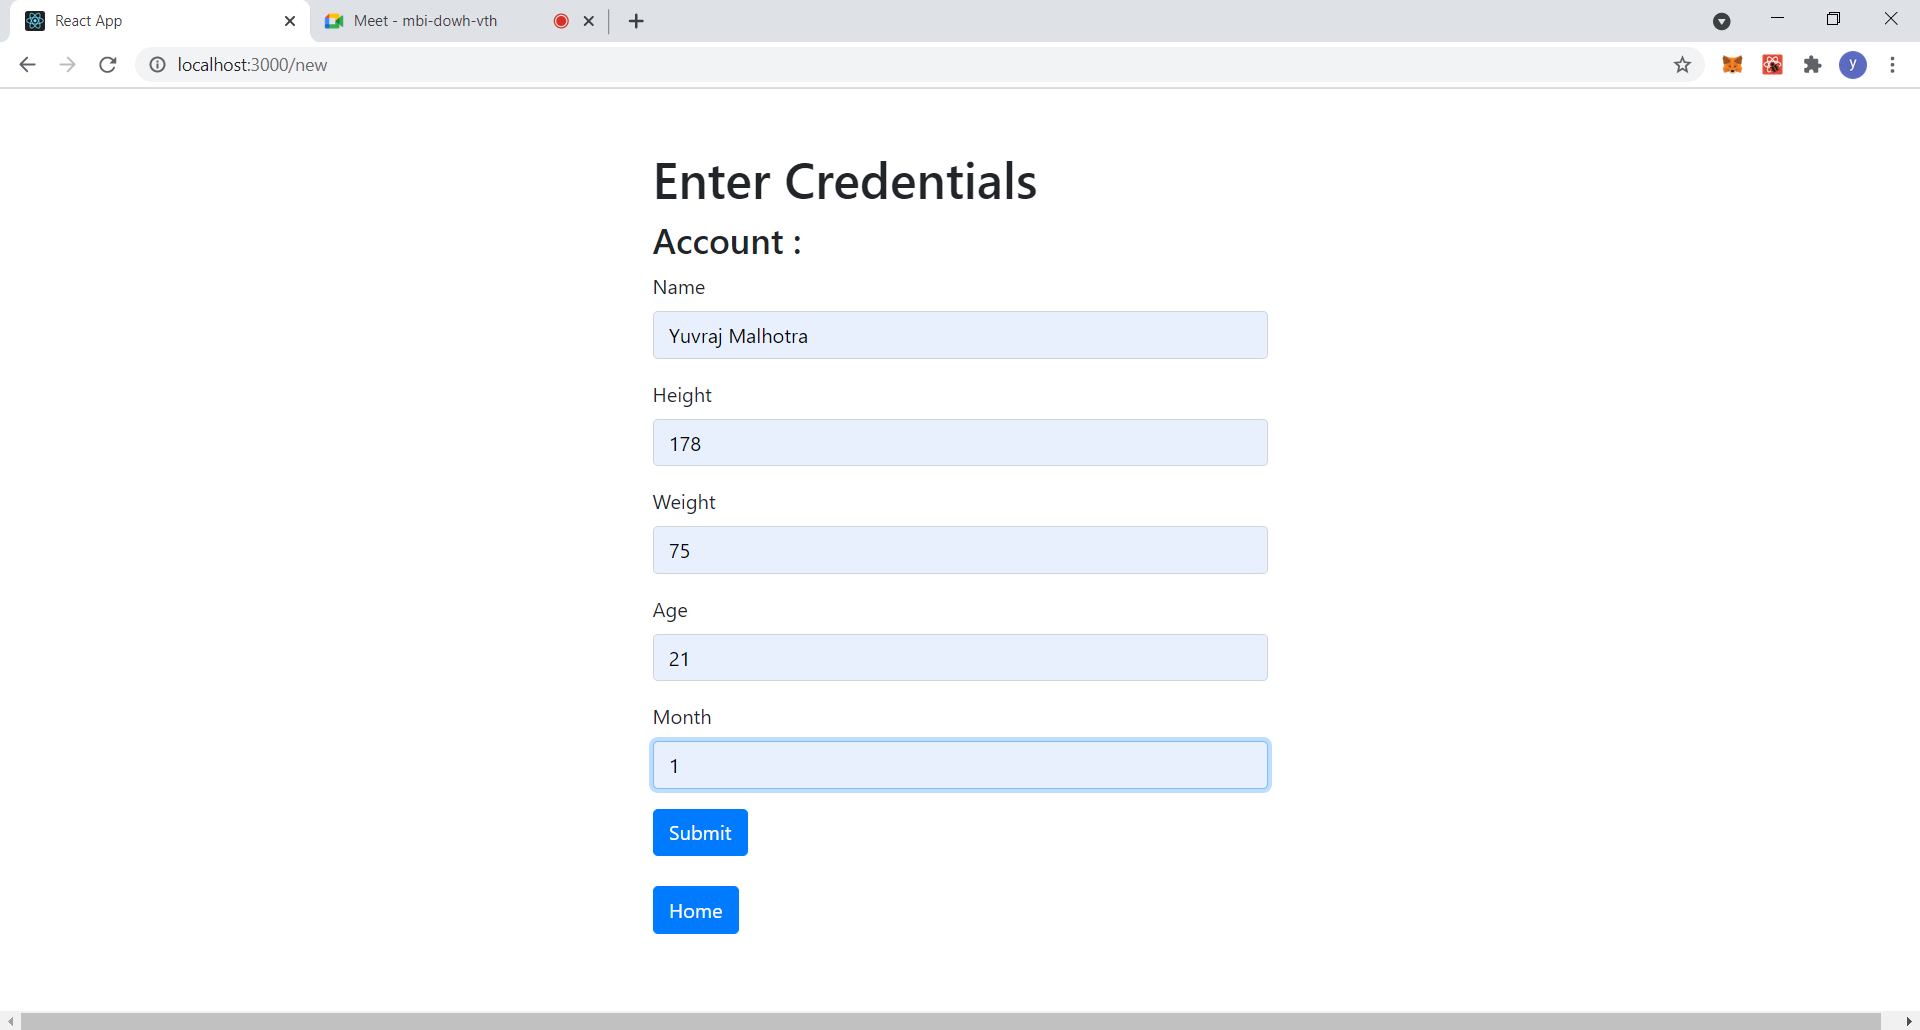 React App
Meet - mbi-dowh-vth
localhost:3000/new
y
Enter Credentials
Account :
Name
Yuvraj Malhotra
Height
178
Weight
75
Age
21
Month
1
Submit
Home